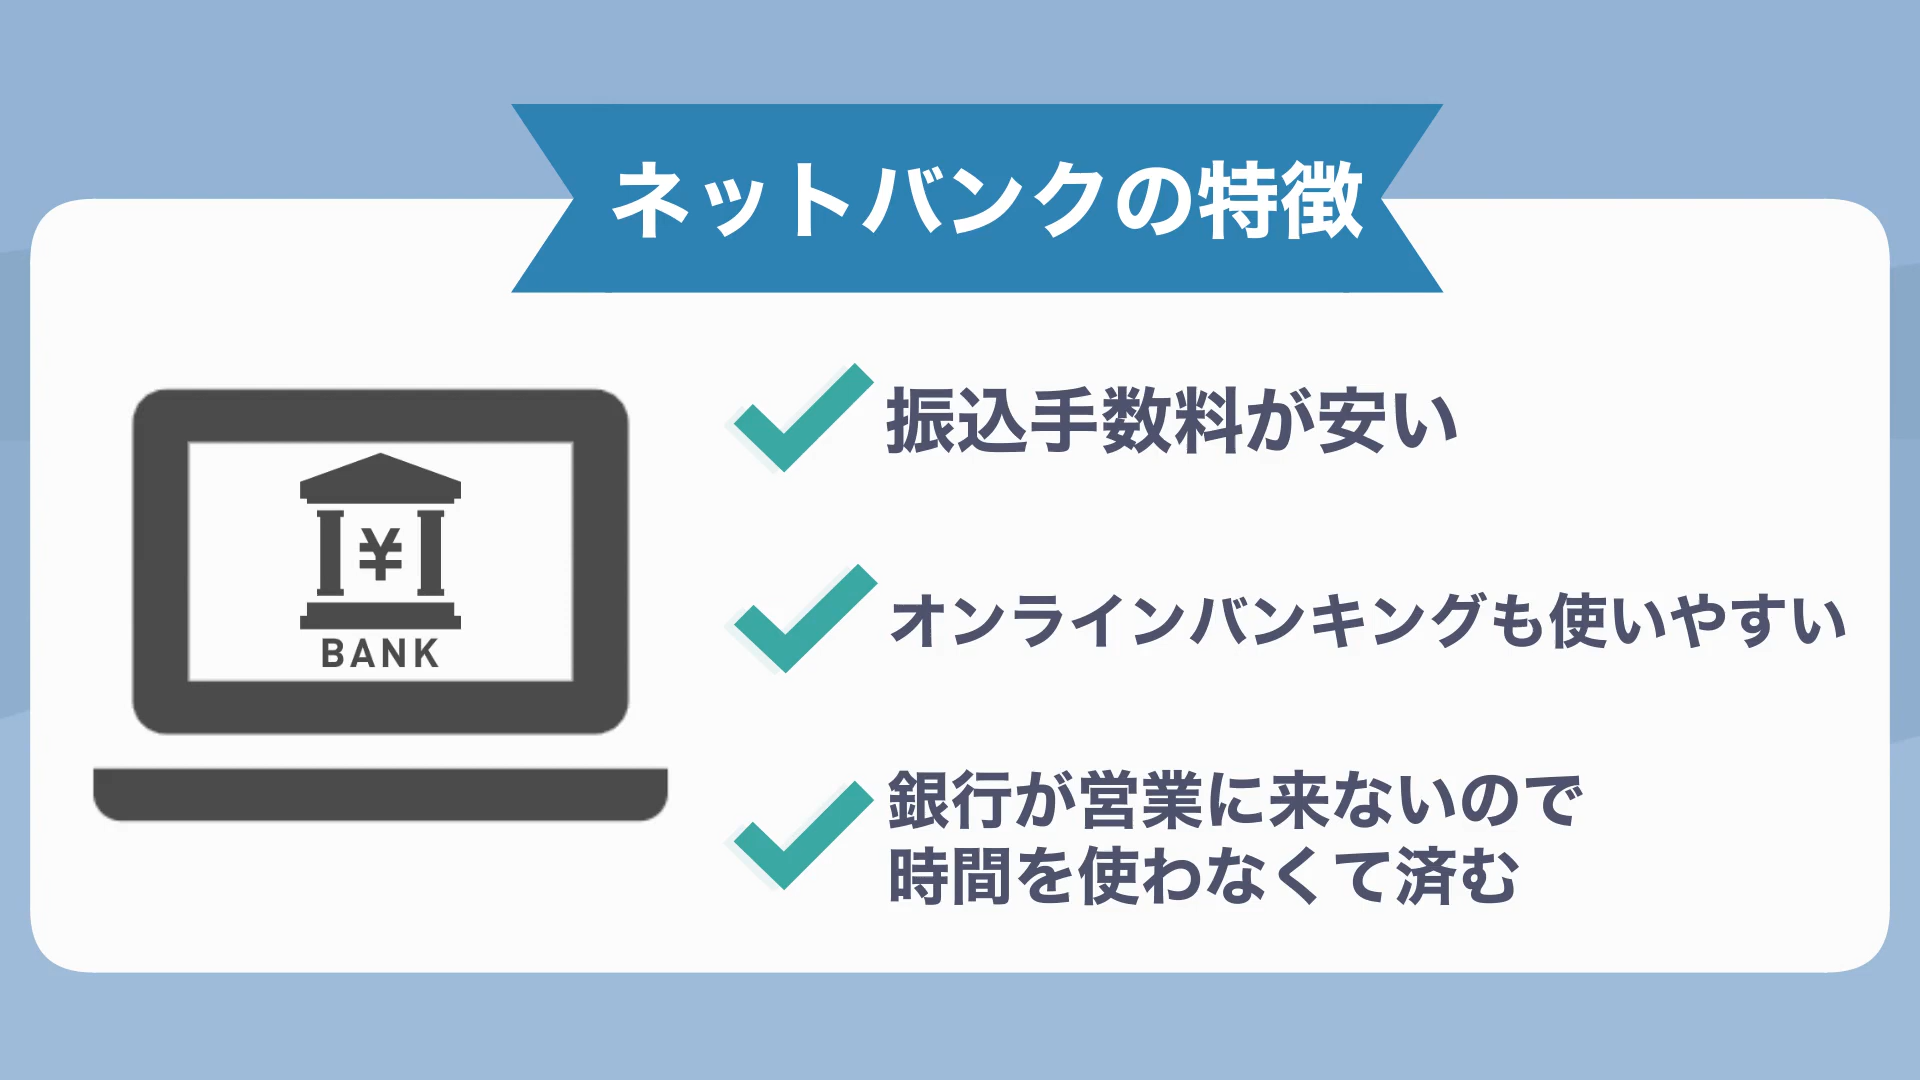 ネットバンクの特徴
¥
BANK
振込手数料が安い
オンラインバンキングも使いやすい
銀行が営業に来ないので
時間を使わなくて済む